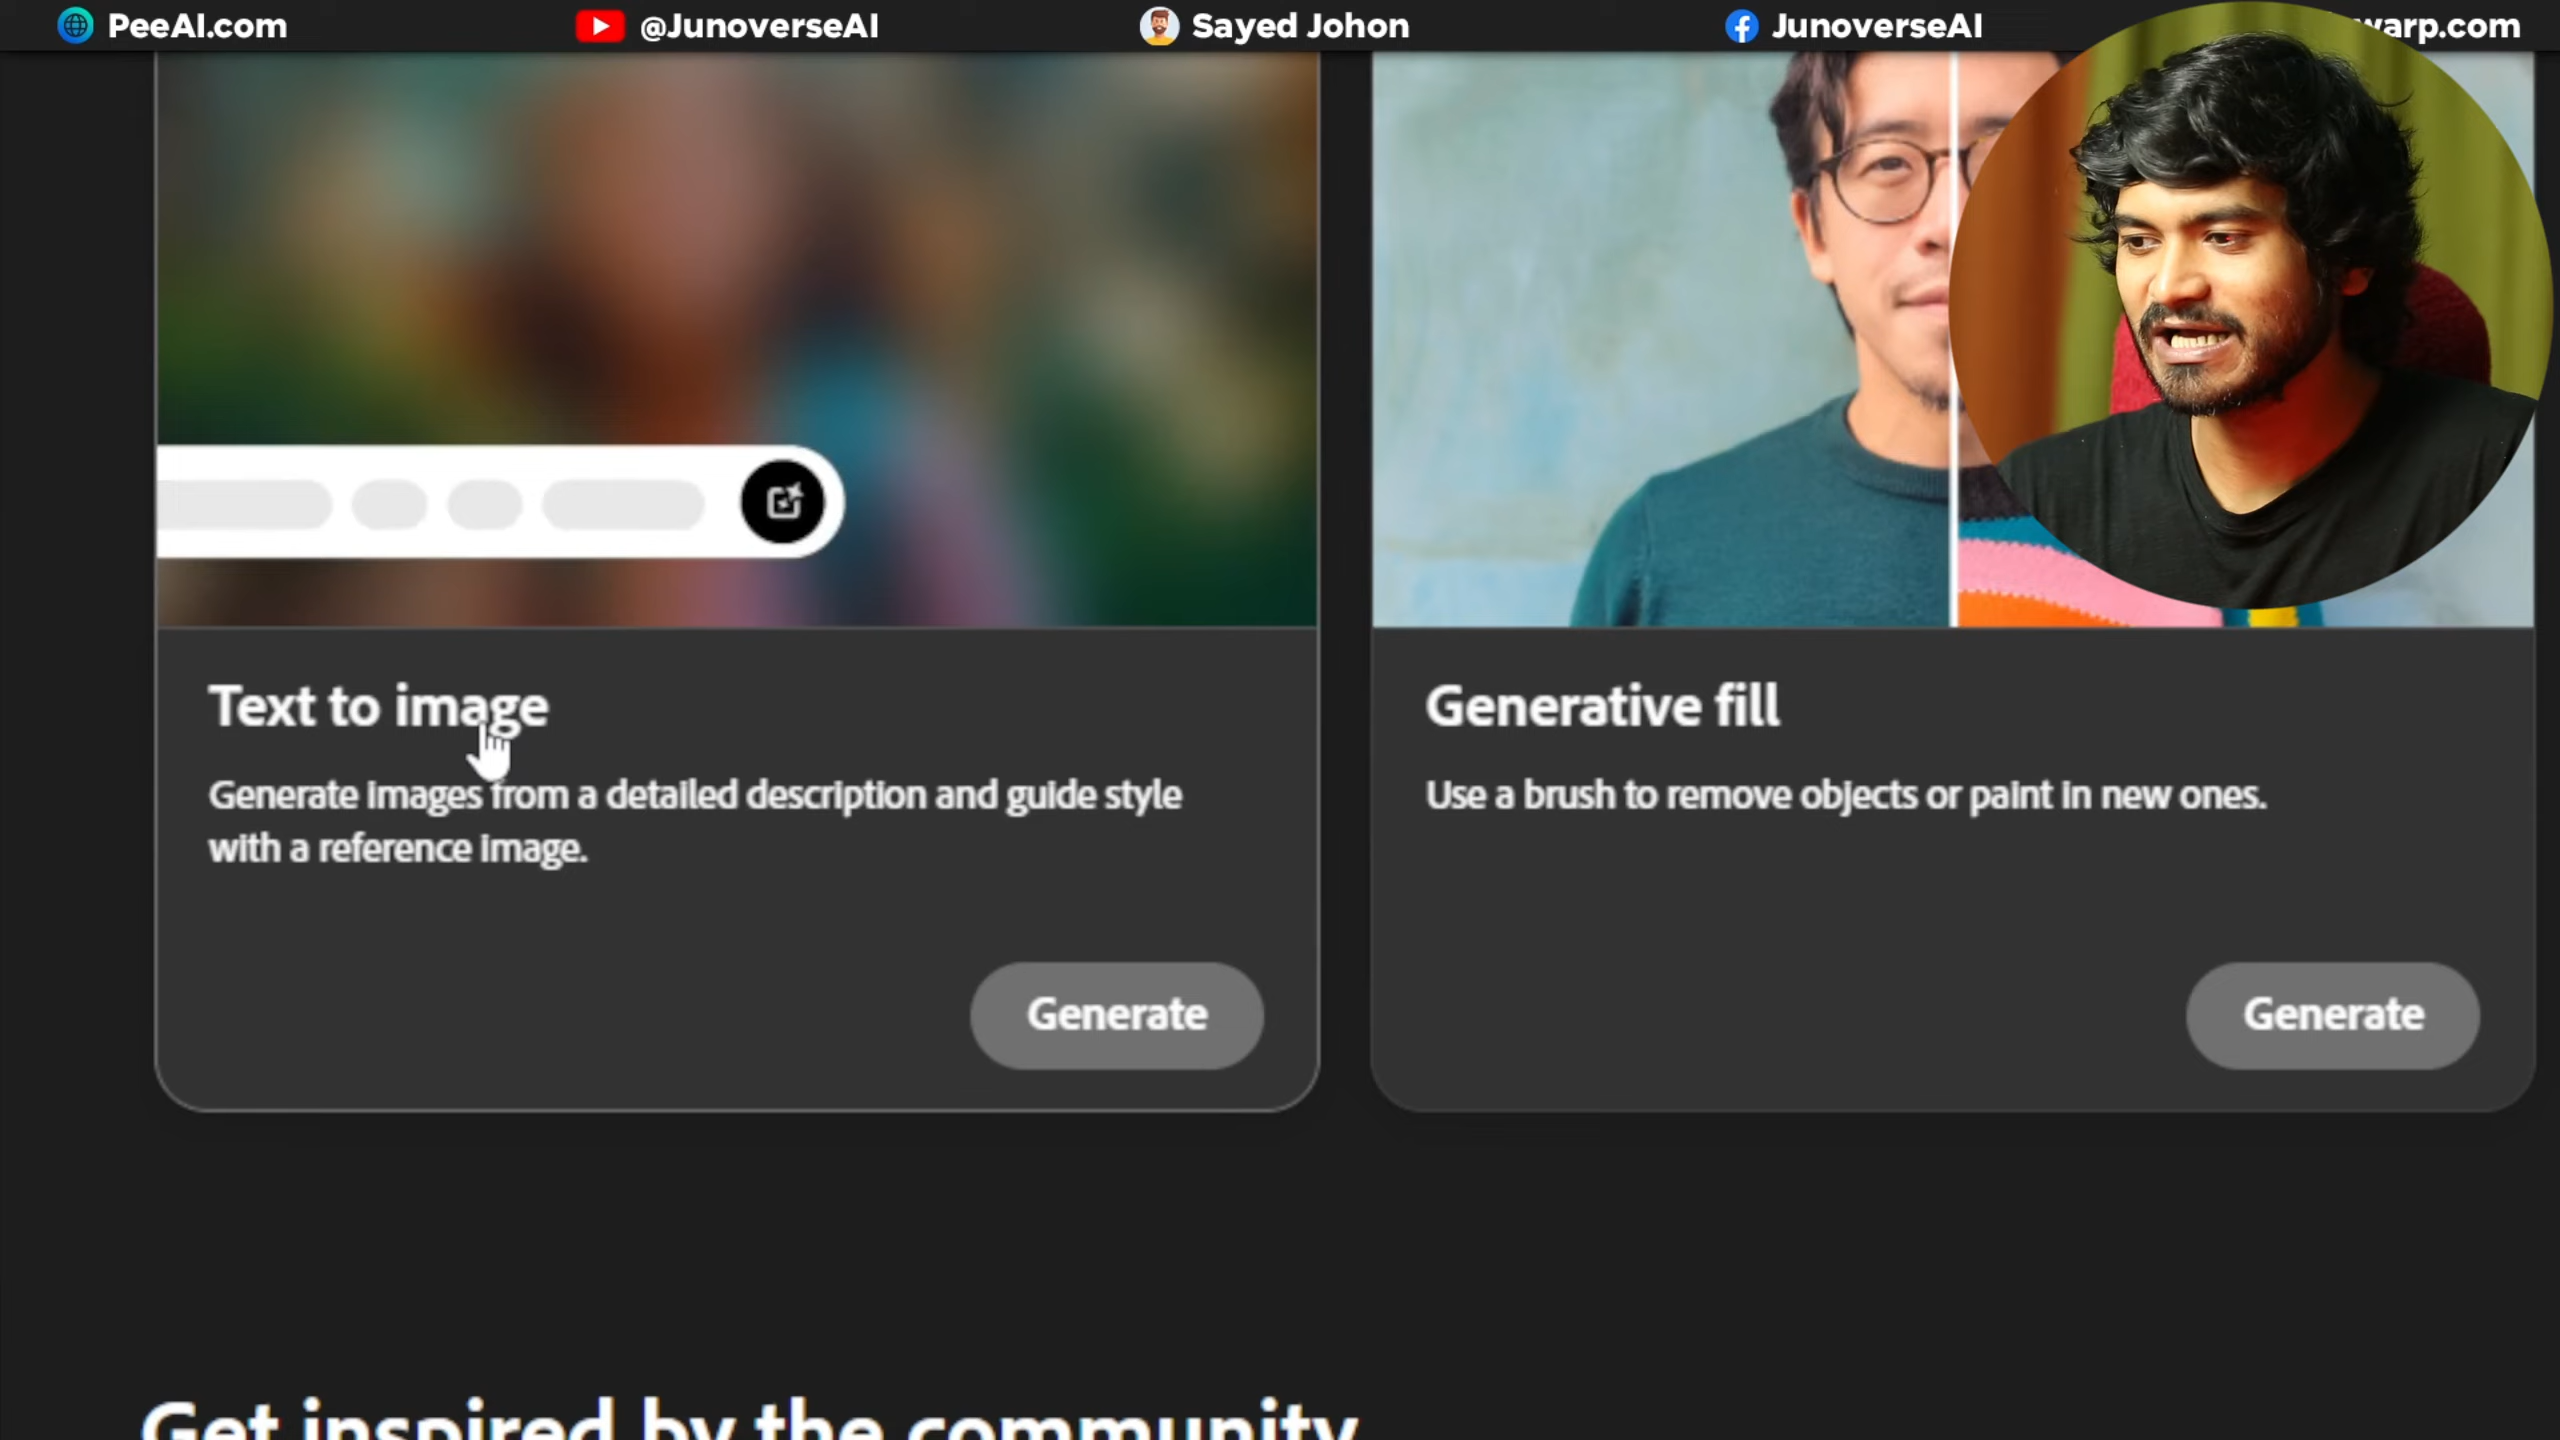 PeeAI.com
@JunoverseAI
Sayed Johon
JunoverseAI
warp.com
Text to image
Generate images from a detailed description and guide style
with a reference image.
Generate
Generative fill
Use a brush to remove objects or paint in new ones.
Generate
Get inspired by the community